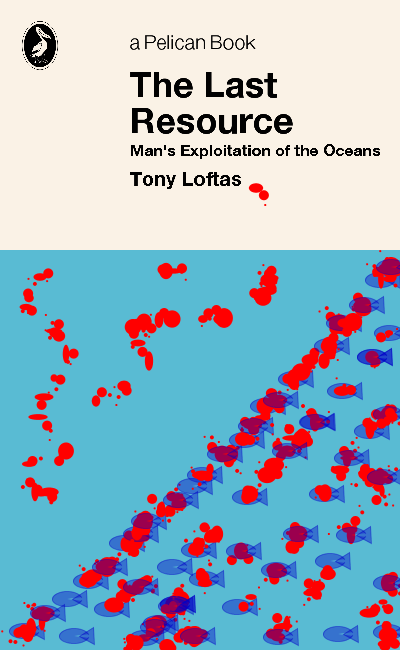 a Pelican Book
The Last
Resource
Man's Exploitation of the Oceans
Tony Loftas